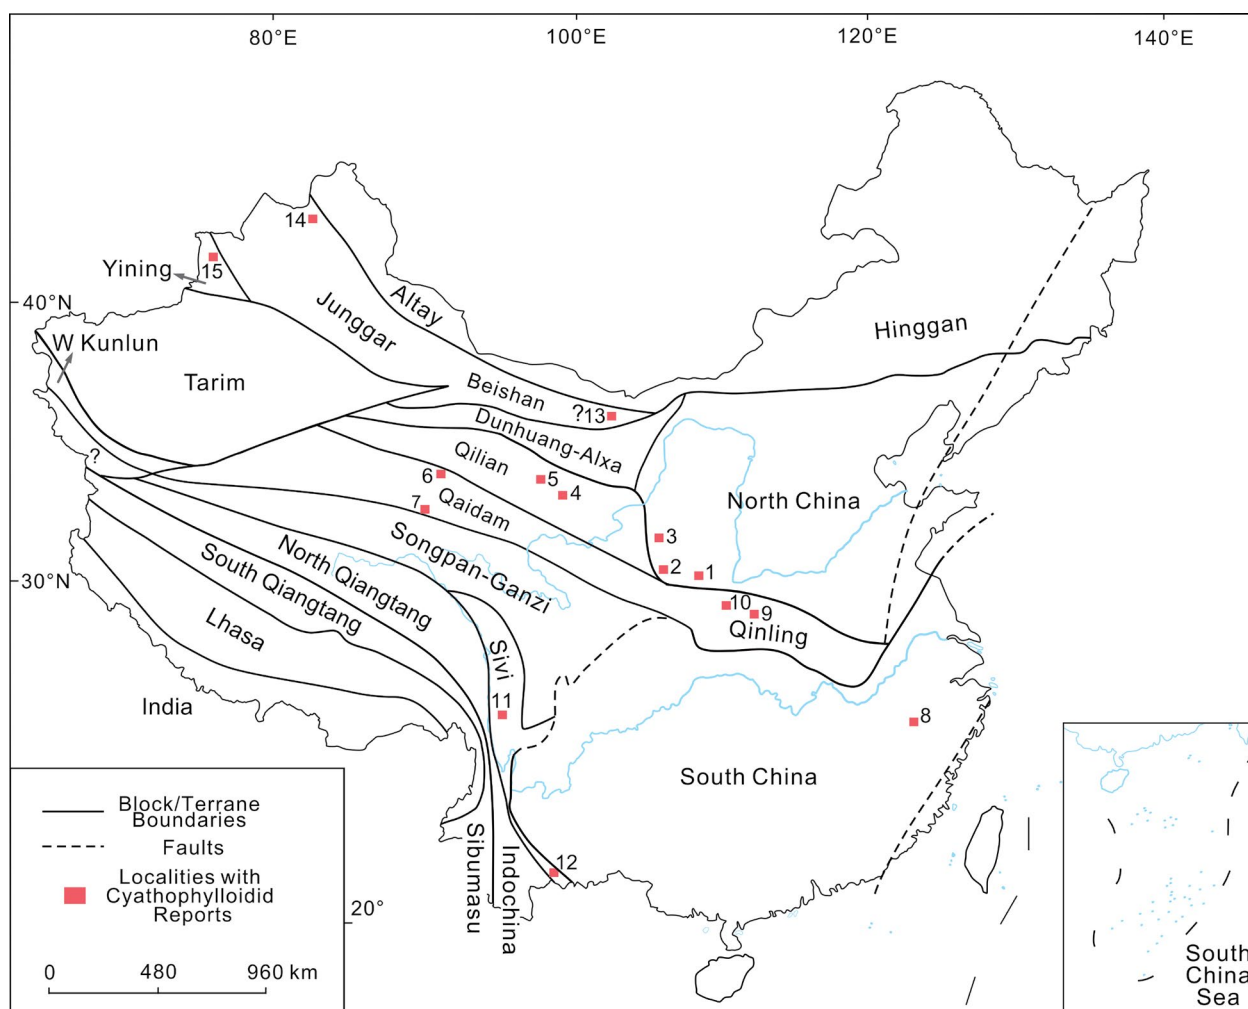 80°E 100°E 120°E 140°E
14
15
Yining
40°N
Altay
Junggar
Hinggan
W Kunlun
Tarim
Beishan
?13
Dunhuang-Alxa
?
Qilian
6
5
4
7
Qaidam
North China
3
Songpan-Ganzi
North Qiangtang
South Qiangtang
30°N
2
1
10
9
Qinling
Lhasa
Sivi
India
11
8
South China
Block/Terrane
Boundaries
Faults
Localities with
Cyathophylloidid
Reports
0 480 960 km
20°
Sibumasu
Indochina
12
South
China
Sea